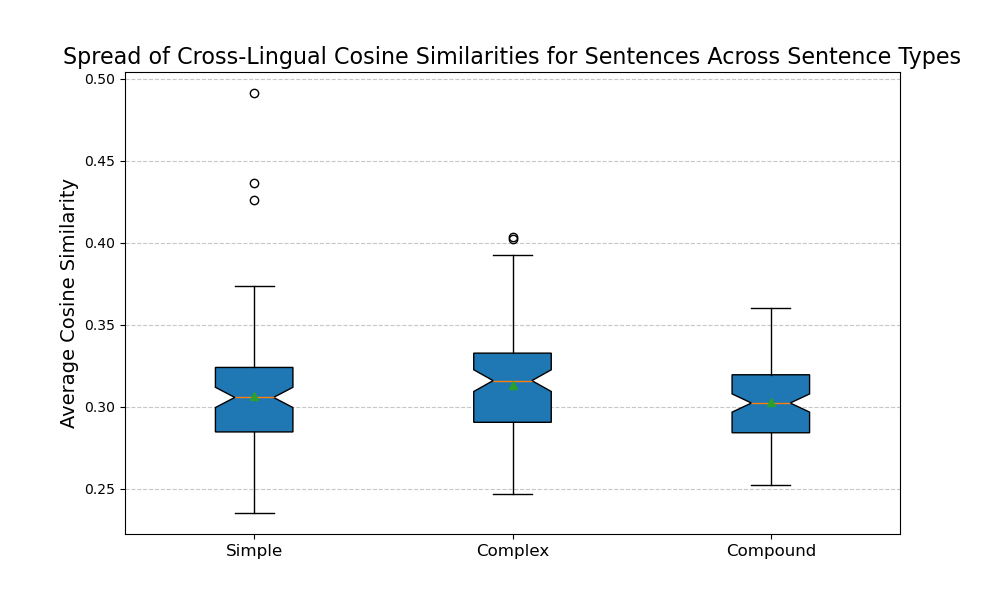 Spread of Cross-Lingual Cosine Similarities for Sentences Across Sentence Types
Average Cosine Similarity
0.50
0.45
0.40
0.35
0.30
0.25
Simple
Complex
Compound